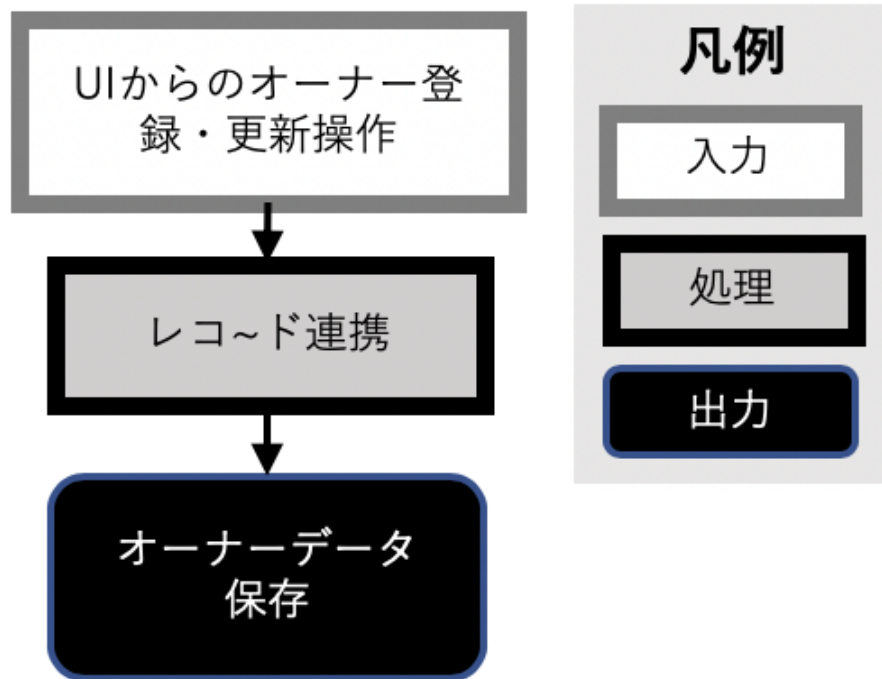 UIからのオーナー登
録・更新操作
レコ~ド連携
オーナーデータ
保存
凡例
入力
処理
出力